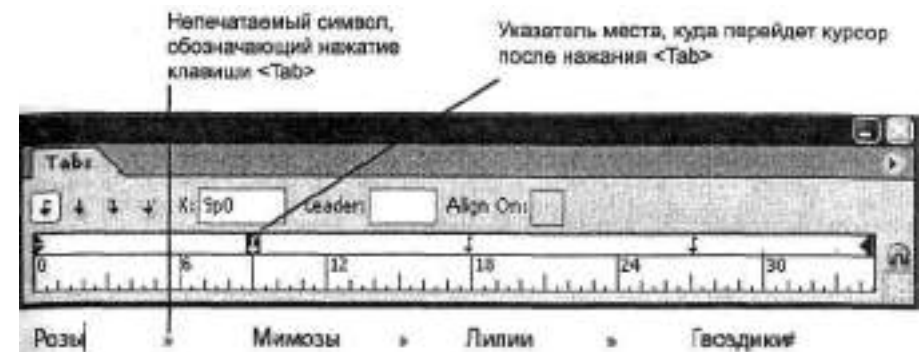 Непечатаемый символ,
обозначающий нажатие
клавиши <Tab>
Указатель места, куда перейдет курсор
после нажания <Tab>
Tabs
X: 9p0 Leader: Align On:
0 6 12 18 24 30
Розы » Мимозы » Лилии » Гвоздики#